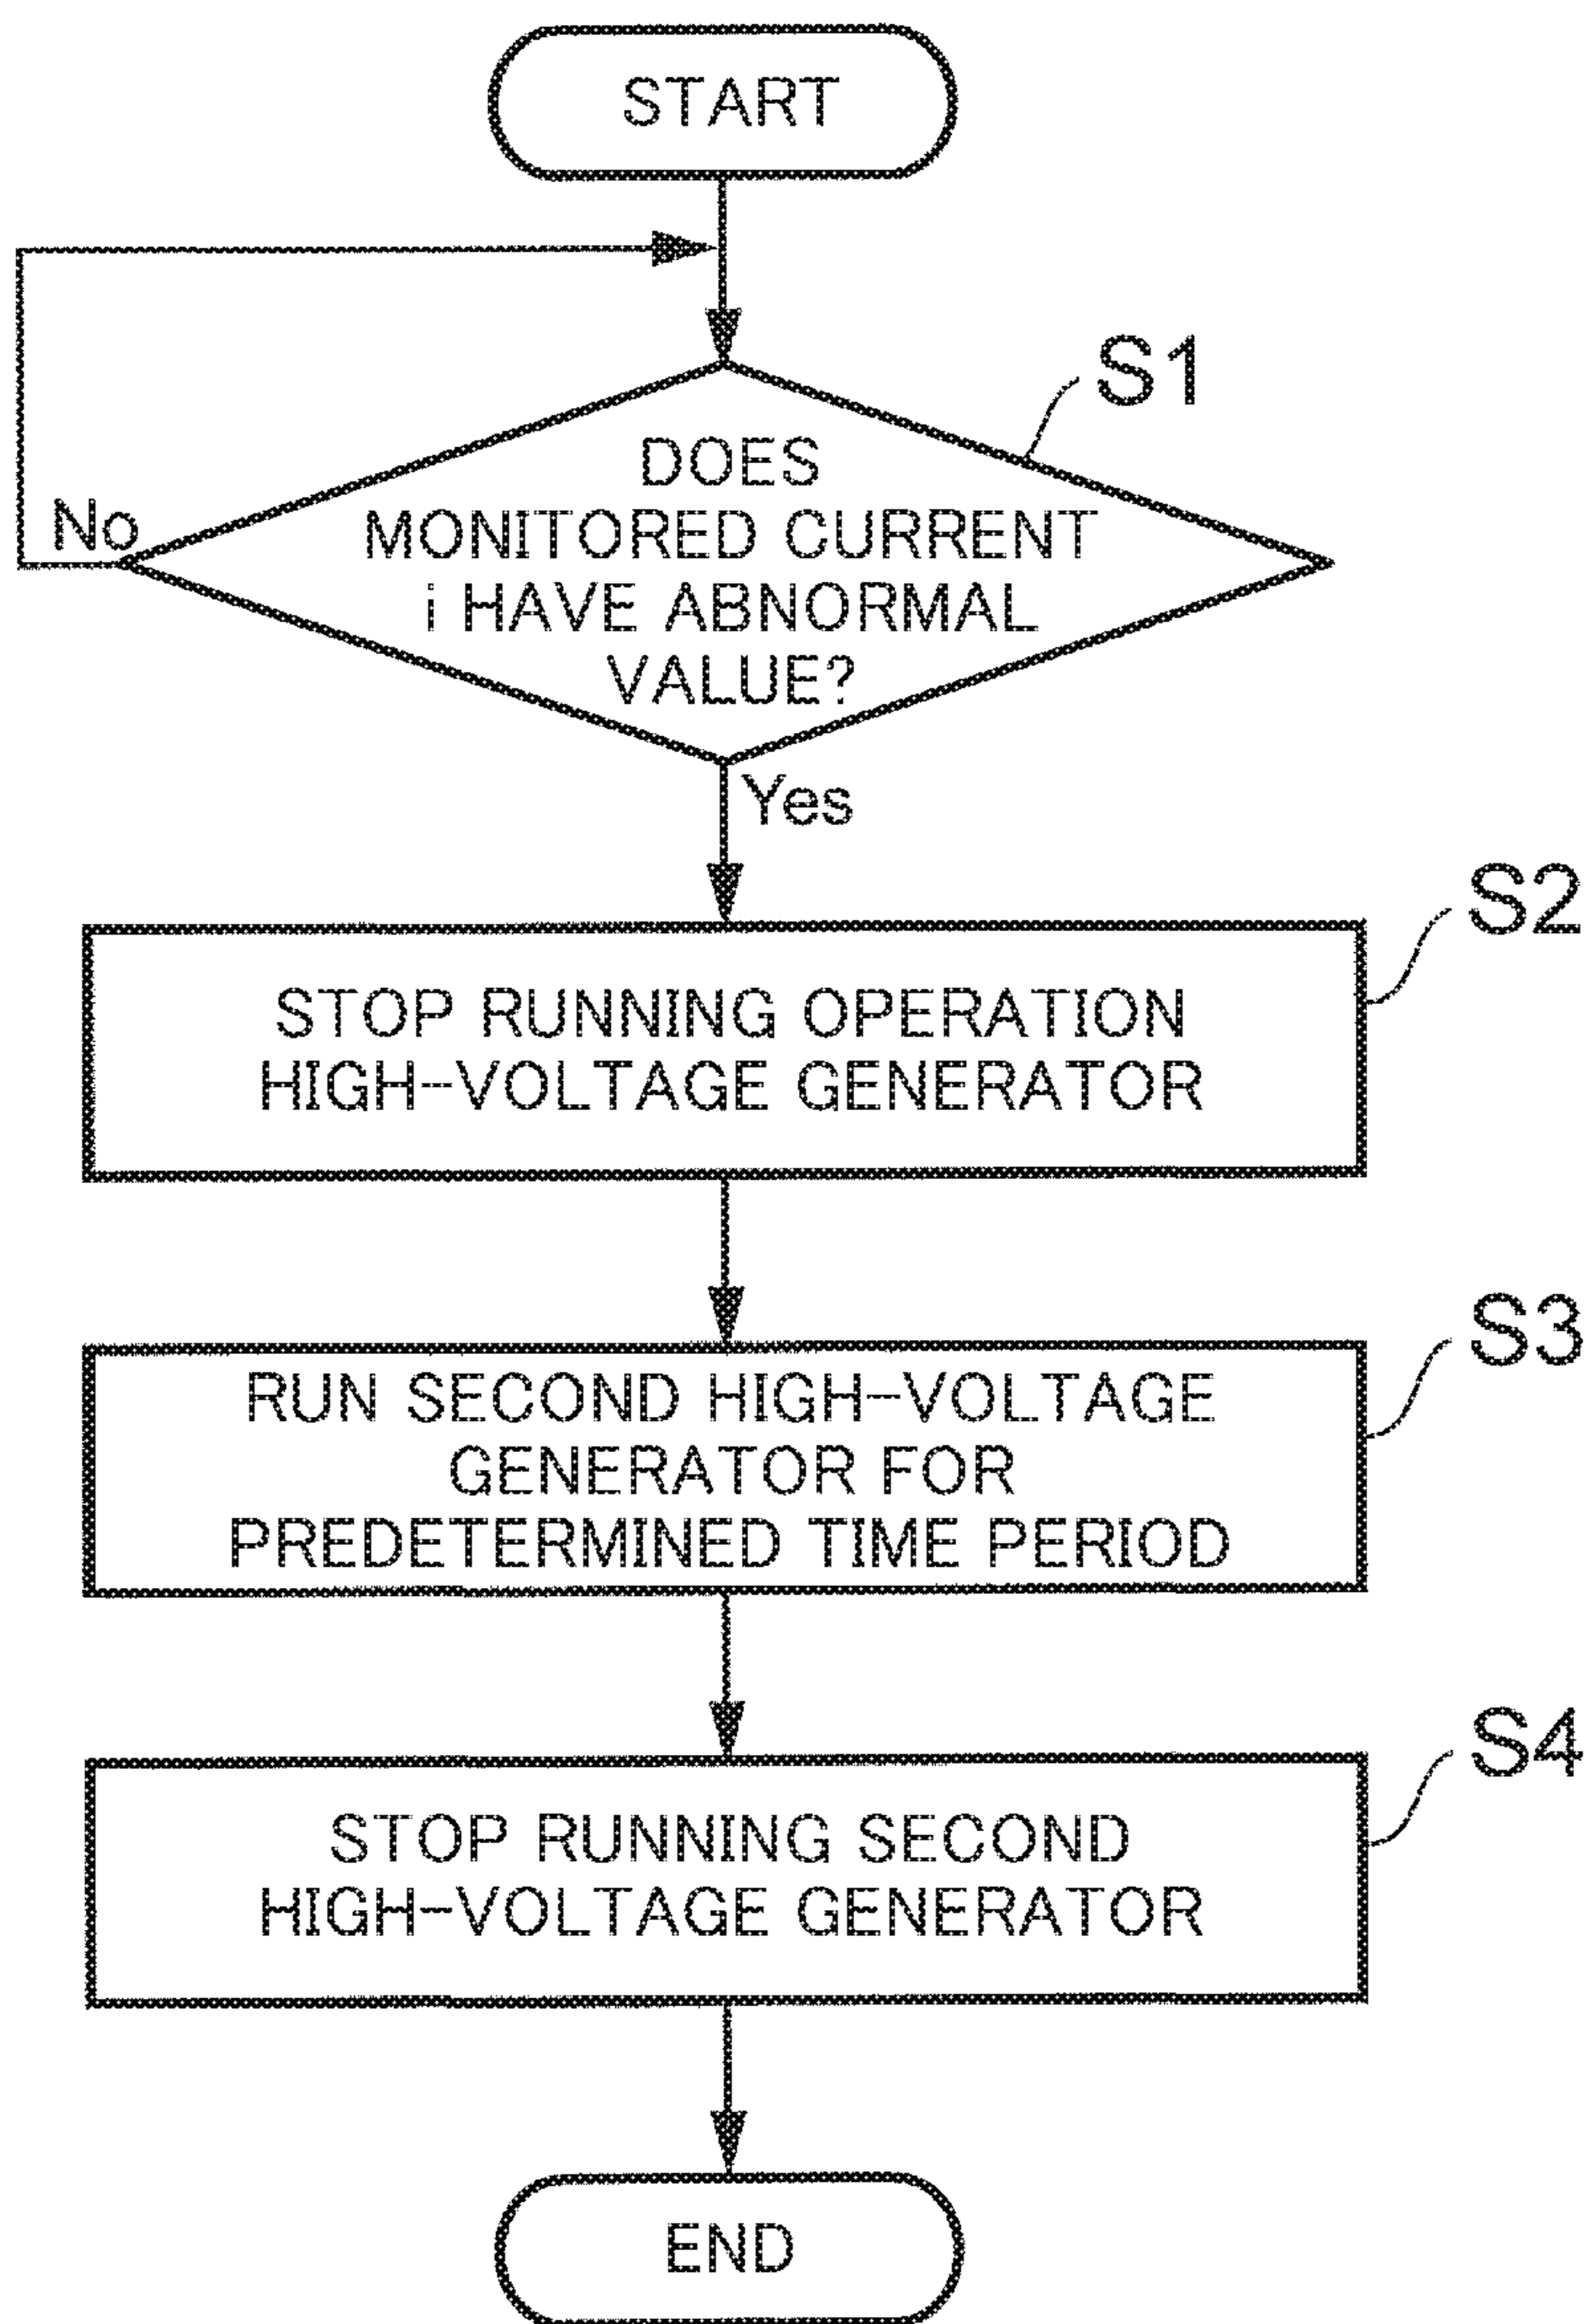 START
S1
DOES
MONITORED CURRENT
i HAVE ABNORMAL
VALUE?
No
Yes
S2
STOP RUNNING OPERATION
HIGH-VOLTAGE GENERATOR
S3
RUN SECOND HIGH-VOLTAGE
GENERATOR FOR
PREDETERMINED TIME PERIOD
S4
STOP RUNNING SECOND
HIGH-VOLTAGE GENERATOR
END